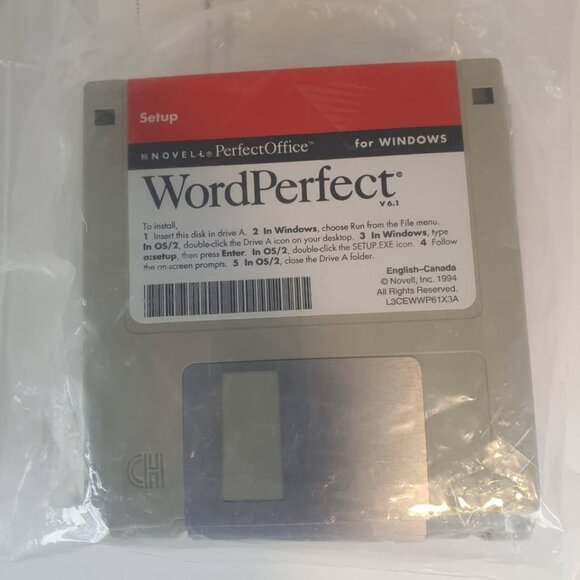 Setup
NOVELL® PerfectOffice™ for WINDOWS
WordPerfect®
V 6.1
To install,
1 Insert this disk in drive A. 2 In Windows, choose Run from the File menu.
In OS/2, double-click the Drive A icon on your desktop. 3 In Windows, type
a:setup, then press Enter. In OS/2, double-click the SETUP.EXE icon. 4 Follow
the on-screen prompts. 5 In OS/2, close the Drive A folder.
English–Canada
© Novell, Inc. 1994
All Rights Reserved.
L3CEWWP61X3A
CH